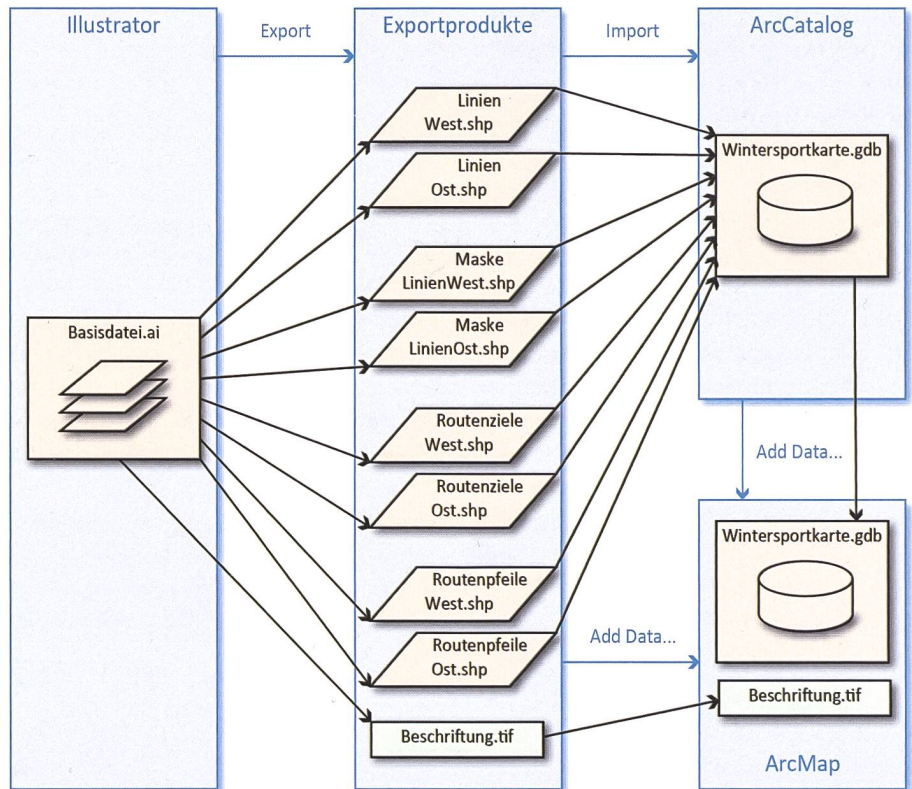 Illustrator
Export
Exportprodukte
Import
ArcCatalog
Linien
West.shp
Linien
Ost.shp
Maske
LinienWest.shp
Maske
LinienOst.shp
Routenziele
West.shp
Routenziele
Ost.shp
Routenpfeile
West.shp
Routenpfeile
Ost.shp
Beschriftung.tif
Basisdatei.ai
Wintersportkarte.gdb
Add Data...
Wintersportkarte.gdb
Add Data...
Beschriftung.tif
ArcMap